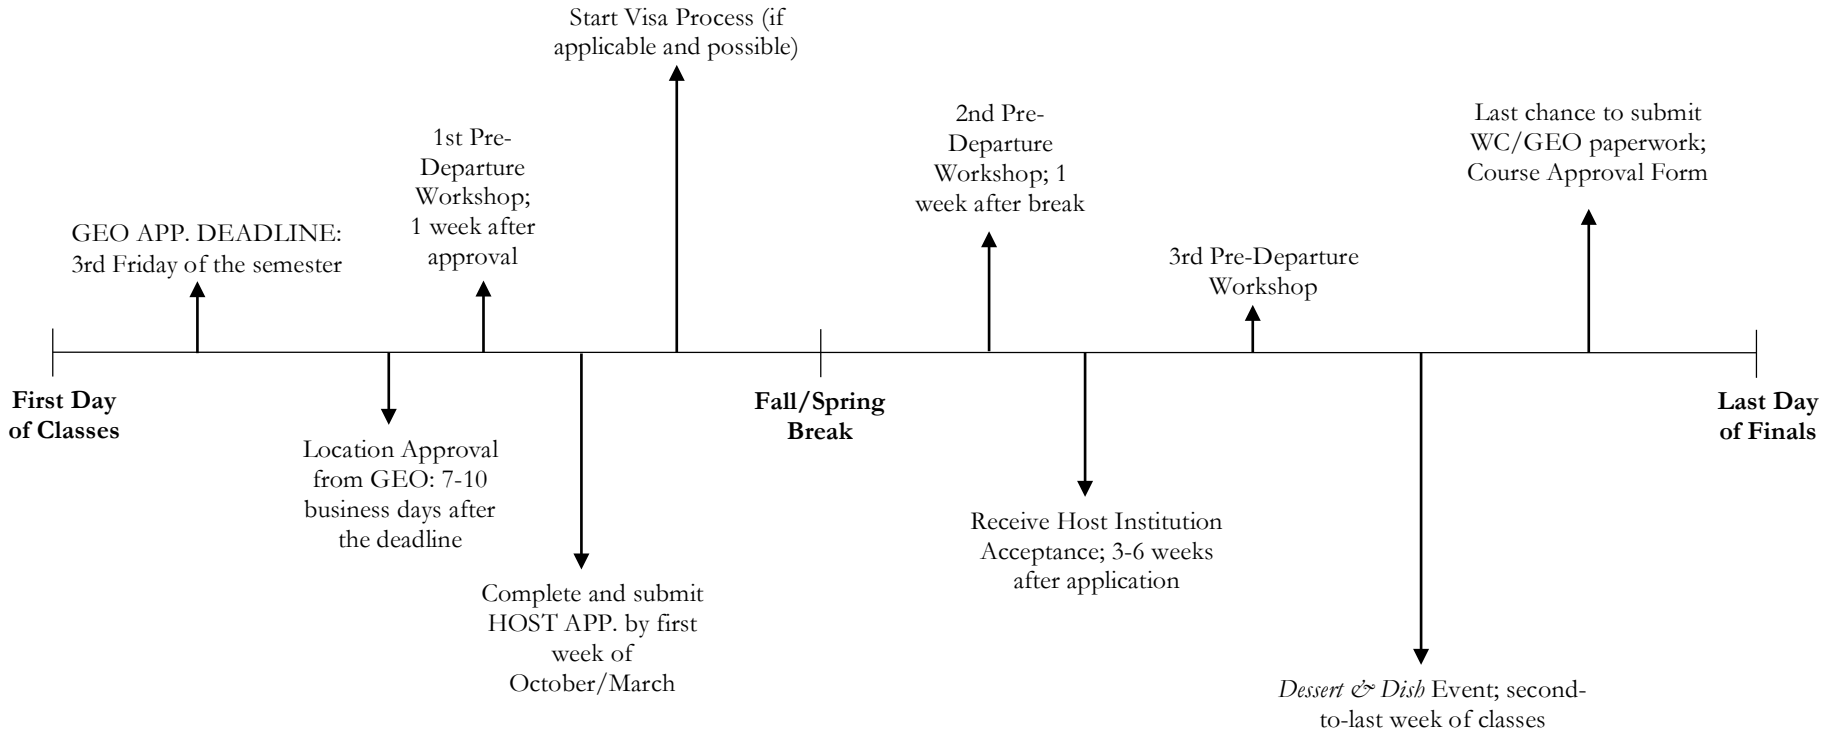 Start Visa Process (if
applicable and possible)
1st Pre-
Departure
Workshop;
1 week after
approval
2nd Pre-
Departure
Workshop; 1
week after break
Last chance to submit
WC/GEO paperwork;
Course Approval Form
GEO APP. DEADLINE:
3rd Friday of the semester
3rd Pre-Departure
Workshop
First Day
of Classes
Fall/Spring
Break
Last Day
of Finals
Location Approval
from GEO: 7-10
business days after
the deadline
Complete and submit
HOST APP. by first
week of
October/March
Receive Host Institution
Acceptance; 3-6 weeks
after application
Dessert & Dish Event; second-
to-last week of classes